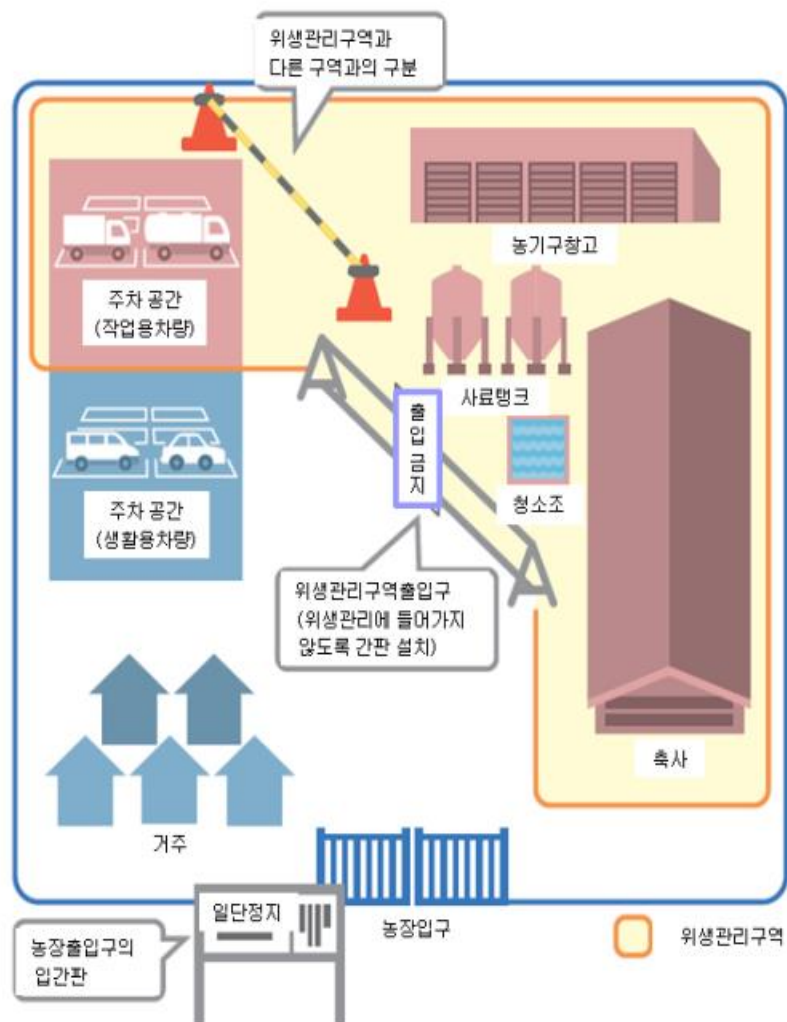 위생관리구역과
다른 구역과의 구분
농기구창고
주차 공간
(작업용차량)
사료탱크
출입금지
청소조
주차 공간
(생활용차량)
위생관리구역출입구
(위생관리에 들어가지
않도록 간판 설치)
축사
거주
일단정지
농장입구
위생관리구역
농장출입구의
입간판